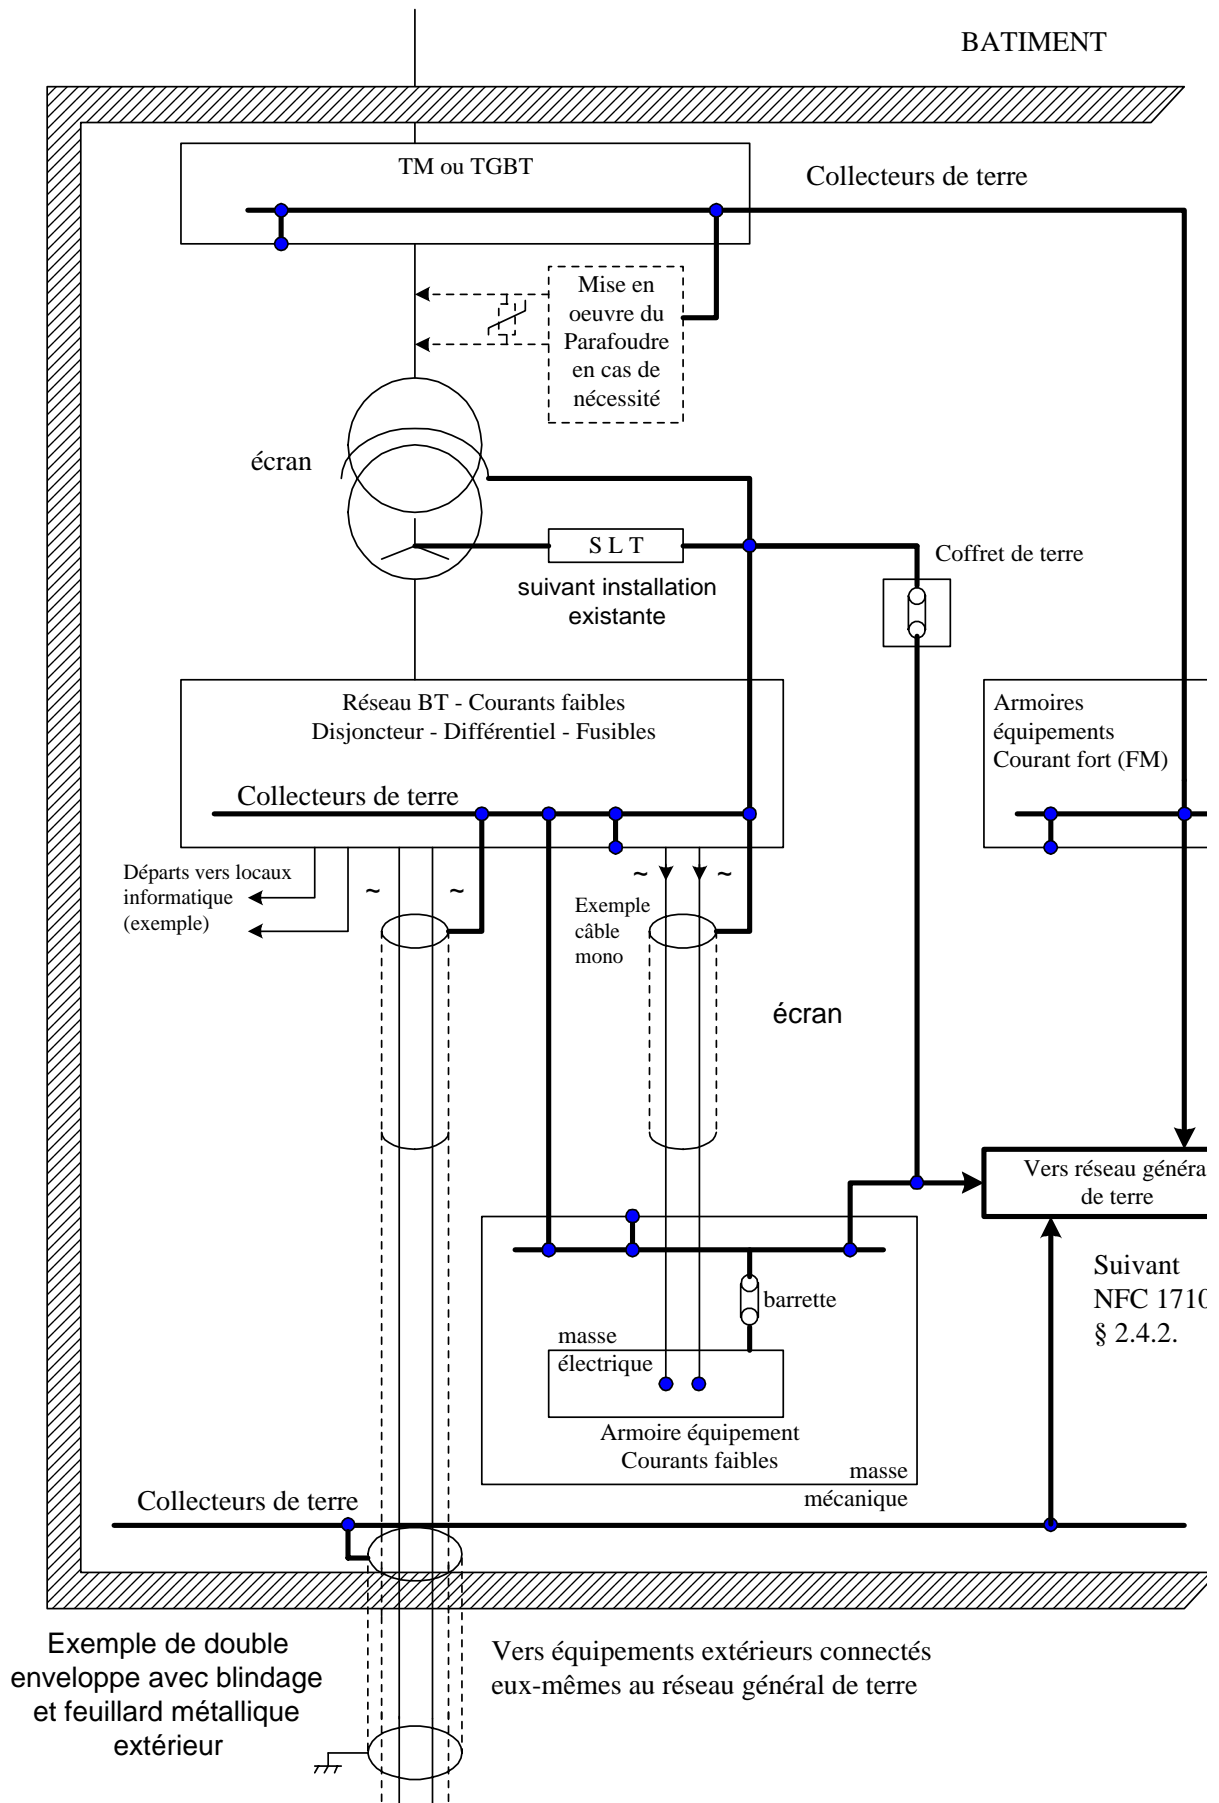 BATIMENT
TM ou TGBT
Collecteurs de terre
Mise en
oeuvre du
Parafoudre
en cas de
nécessité
écran
S L T
suivant installation
existante
Coffret de terre
Réseau BT - Courants faibles
Disjoncteur - Différentiel - Fusibles
Collecteurs de terre
Armoires
équipements
Courant fort (FM)
Départs vers locaux
informatique
(exemple)
~
~
~
~
Exemple
câble
mono
écran
Vers réseau généra
de terre
Suivant
NFC 1710
§ 2.4.2.
barrette
masse
électrique
Armoire équipement
Courants faibles
masse
mécanique
Collecteurs de terre
Exemple de double
enveloppe avec blindage
et feuillard métallique
extérieur
Vers équipements extérieurs connectés
eux-mêmes au réseau général de terre